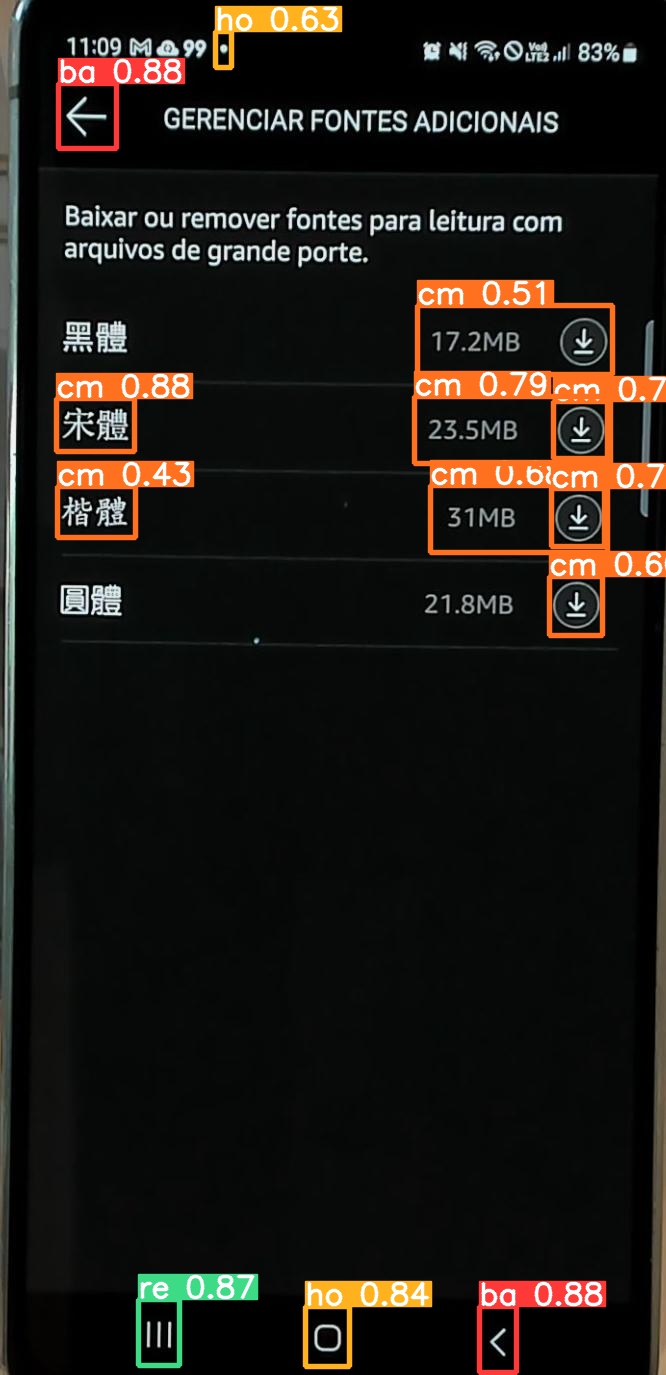 ho 0.63
11:09 99 Vo) LTE2 83%
ba 0.88
GERENCIAR FONTES ADICIONAIS
Baixar ou remover fontes para leitura com
arquivos de grande porte.
cm 0.51
黑體 17.2MB
cm 0.88 cm 0.79 cm 0.7
宋體 23.5MB
cm 0.43 cm 0.68 cm 0.7
楷體 31MB
cm 0.6
圓體 21.8MB
re 0.87 ho 0.84 ba 0.88